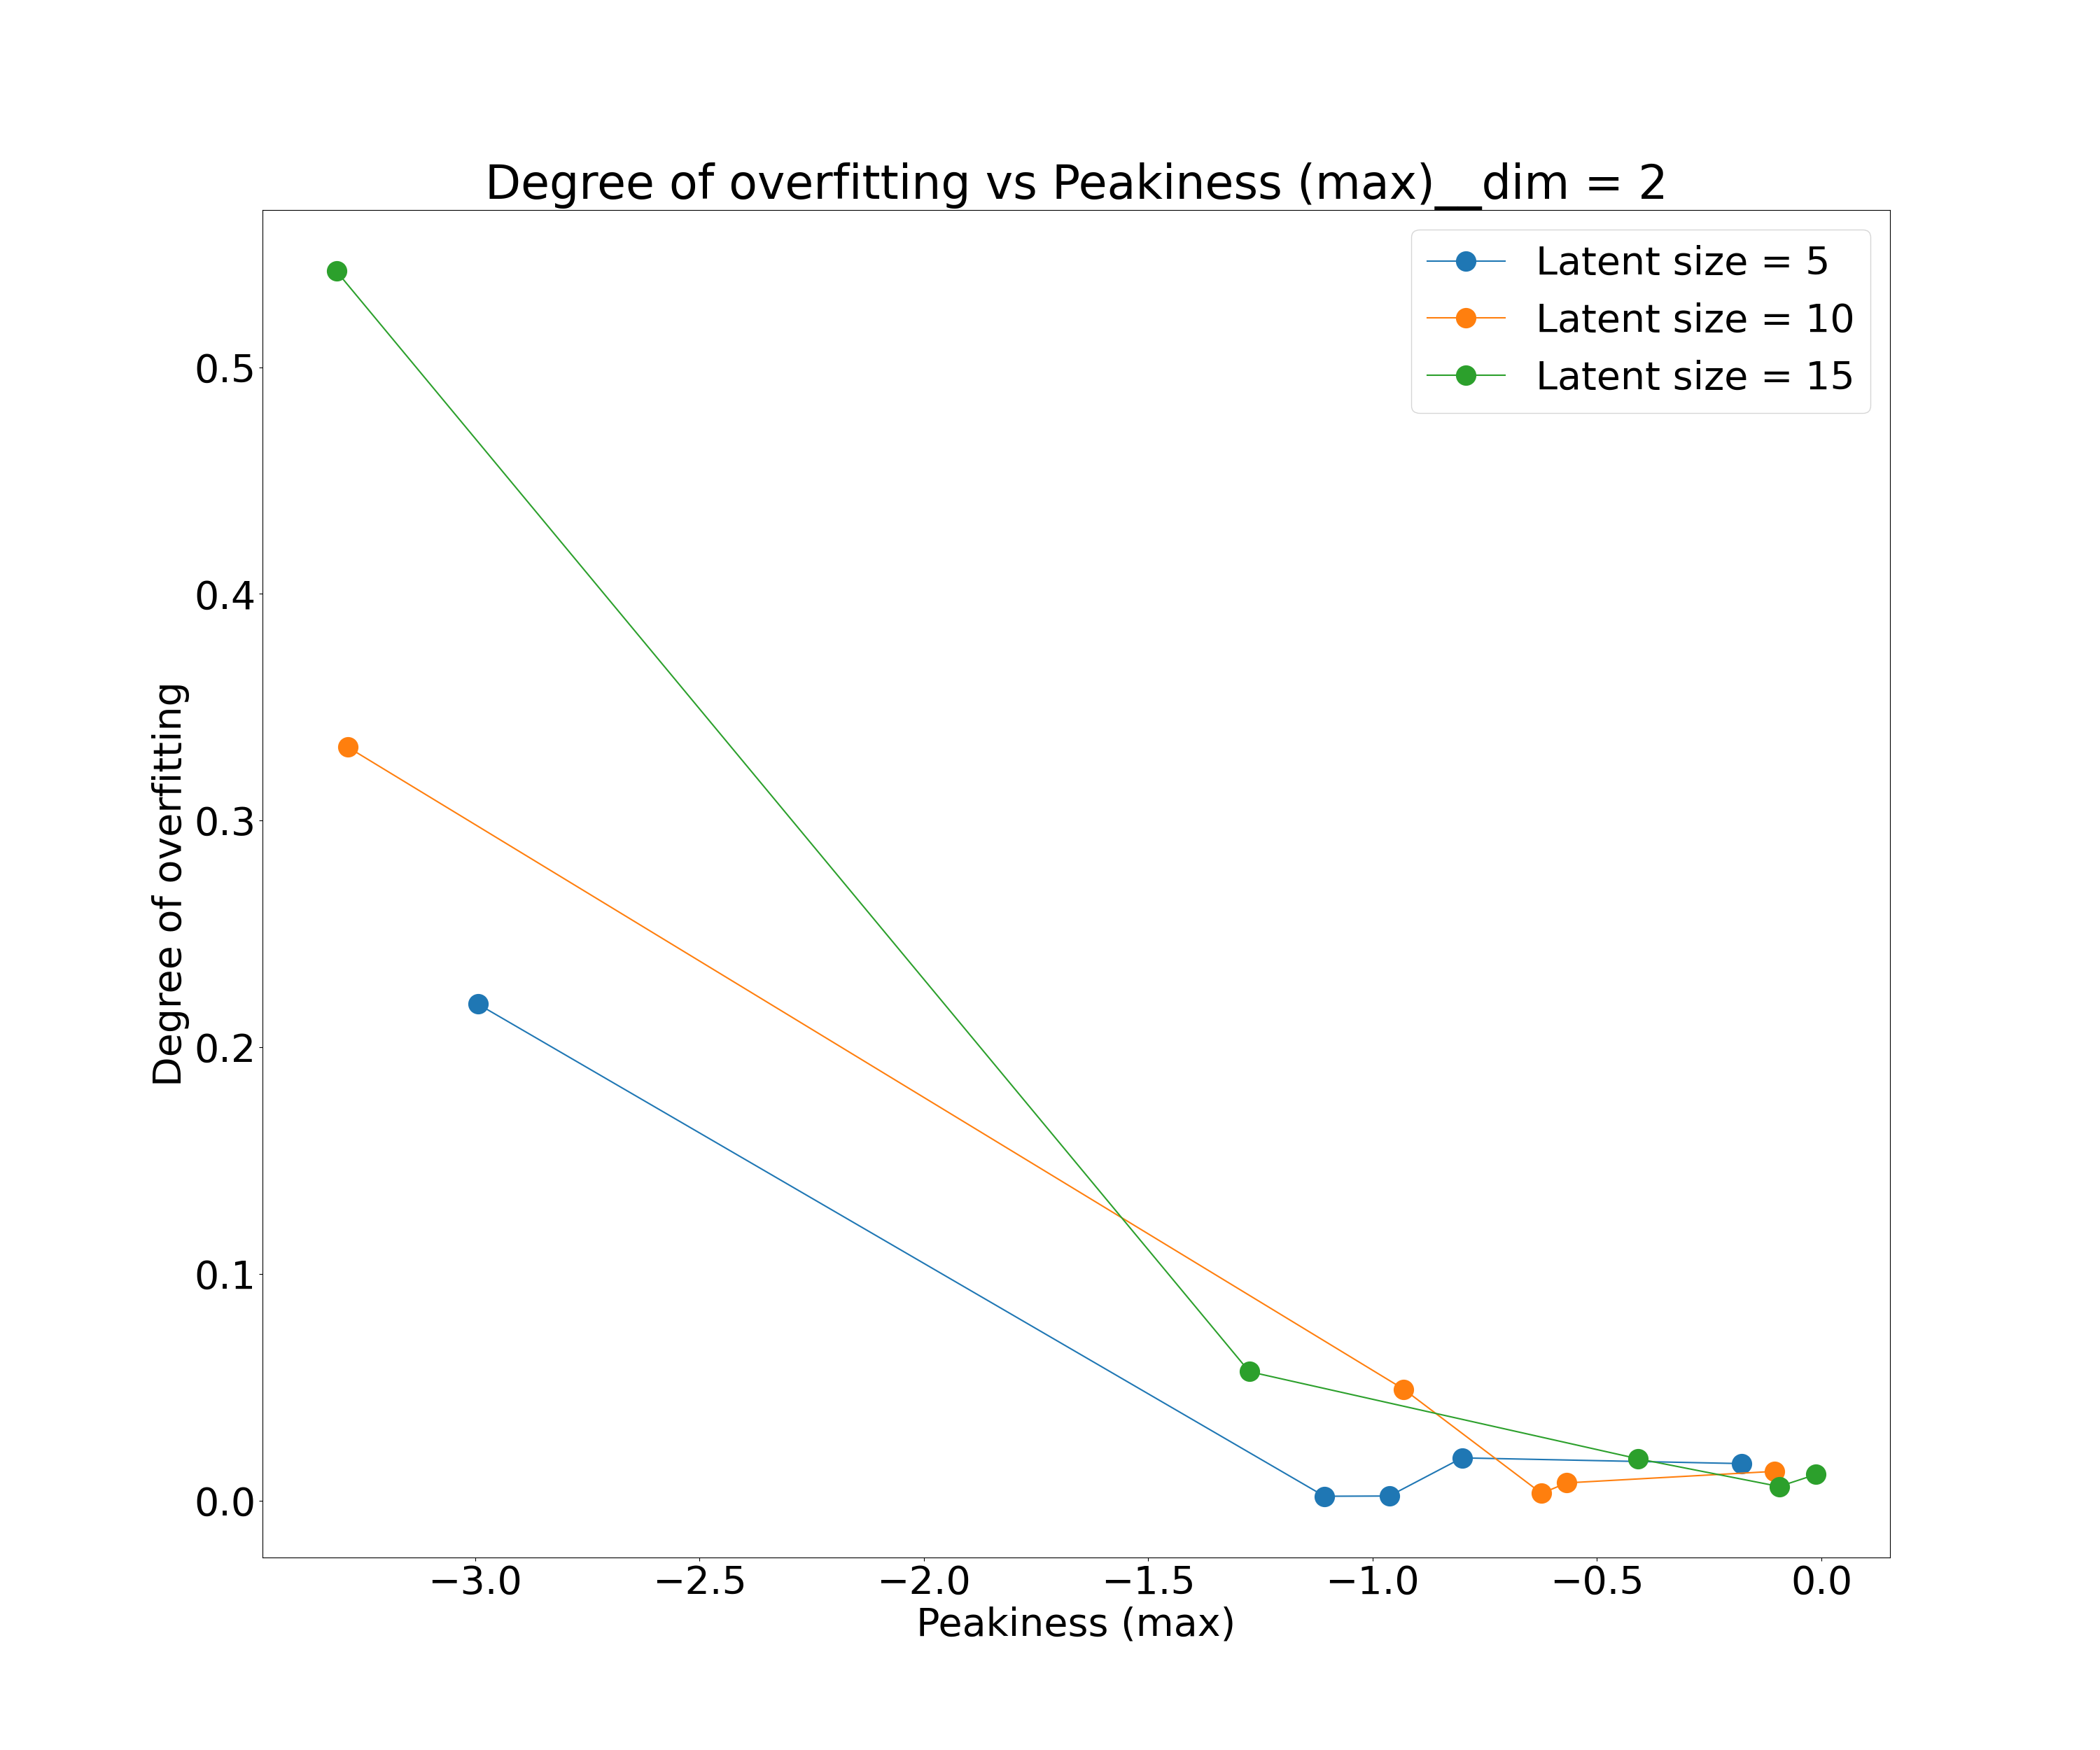 Degree of overfitting vs Peakiness (max)__dim = 2
Latent size = 5
Latent size = 10
Latent size = 15
0.5
0.4
0.3
0.2
0.1
0.0
Degree of overfitting
−3.0 −2.5 −2.0 −1.5 −1.0 −0.5 0.0
Peakiness (max)